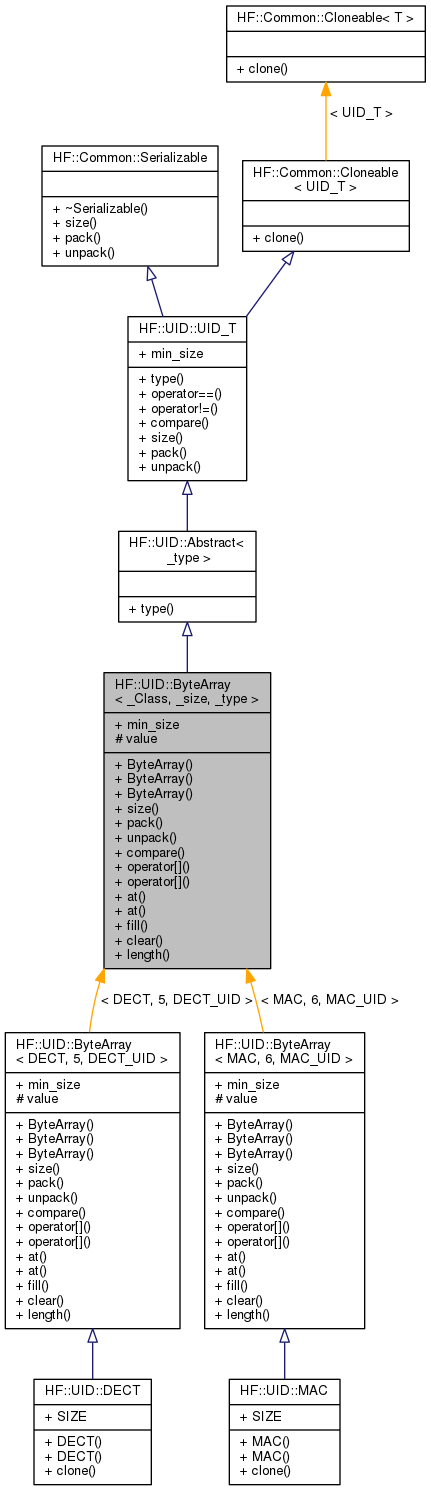 HF::Common::Cloneable< T >
+ clone()
< UID_T >
HF::Common::Serializable
+ ~Serializable()
+ size()
+ pack()
+ unpack()
HF::Common::Cloneable
< UID_T >
+ clone()
HF::UID::UID_T
+ min_size
+ type()
+ operator==()
+ operator!=()
+ compare()
+ size()
+ pack()
+ unpack()
HF::UID::Abstract<
_type >
+ type()
HF::UID::ByteArray
< _Class, _size, _type >
+ min_size
# value
+ ByteArray()
+ ByteArray()
+ ByteArray()
+ size()
+ pack()
+ unpack()
+ compare()
+ operator[]()
+ operator[]()
+ at()
+ at()
+ fill()
+ clear()
+ length()
< DECT, 5, DECT_UID >
< MAC, 6, MAC_UID >
HF::UID::ByteArray
< DECT, 5, DECT_UID >
+ min_size
# value
+ ByteArray()
+ ByteArray()
+ ByteArray()
+ size()
+ pack()
+ unpack()
+ compare()
+ operator[]()
+ operator[]()
+ at()
+ at()
+ fill()
+ clear()
+ length()
HF::UID::ByteArray
< MAC, 6, MAC_UID >
+ min_size
# value
+ ByteArray()
+ ByteArray()
+ ByteArray()
+ size()
+ pack()
+ unpack()
+ compare()
+ operator[]()
+ operator[]()
+ at()
+ at()
+ fill()
+ clear()
+ length()
HF::UID::DECT
+ SIZE
+ DECT()
+ DECT()
+ clone()
HF::UID::MAC
+ SIZE
+ MAC()
+ MAC()
+ clone()